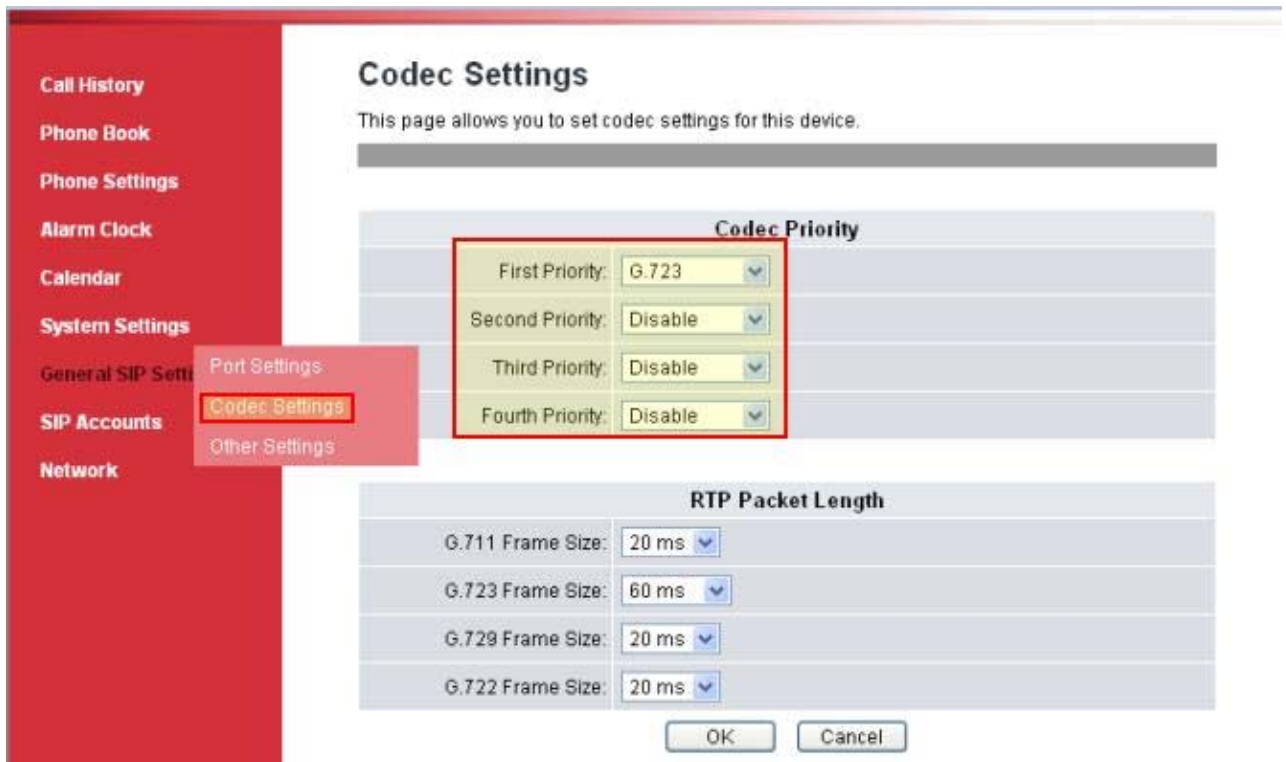 Call History
Phone Book
Phone Settings
Alarm Clock
Calendar
System Settings
General SIP Setti
Port Settings
Codec Settings
Other Settings
SIP Accounts
Network
Codec Settings
This page allows you to set codec settings for this device.
Codec Priority
First Priority: G.723
Second Priority: Disable
Third Priority: Disable
Fourth Priority: Disable
RTP Packet Length
G.711 Frame Size: 20 ms
G.723 Frame Size: 60 ms
G.729 Frame Size: 20 ms
G.722 Frame Size: 20 ms
OK Cancel